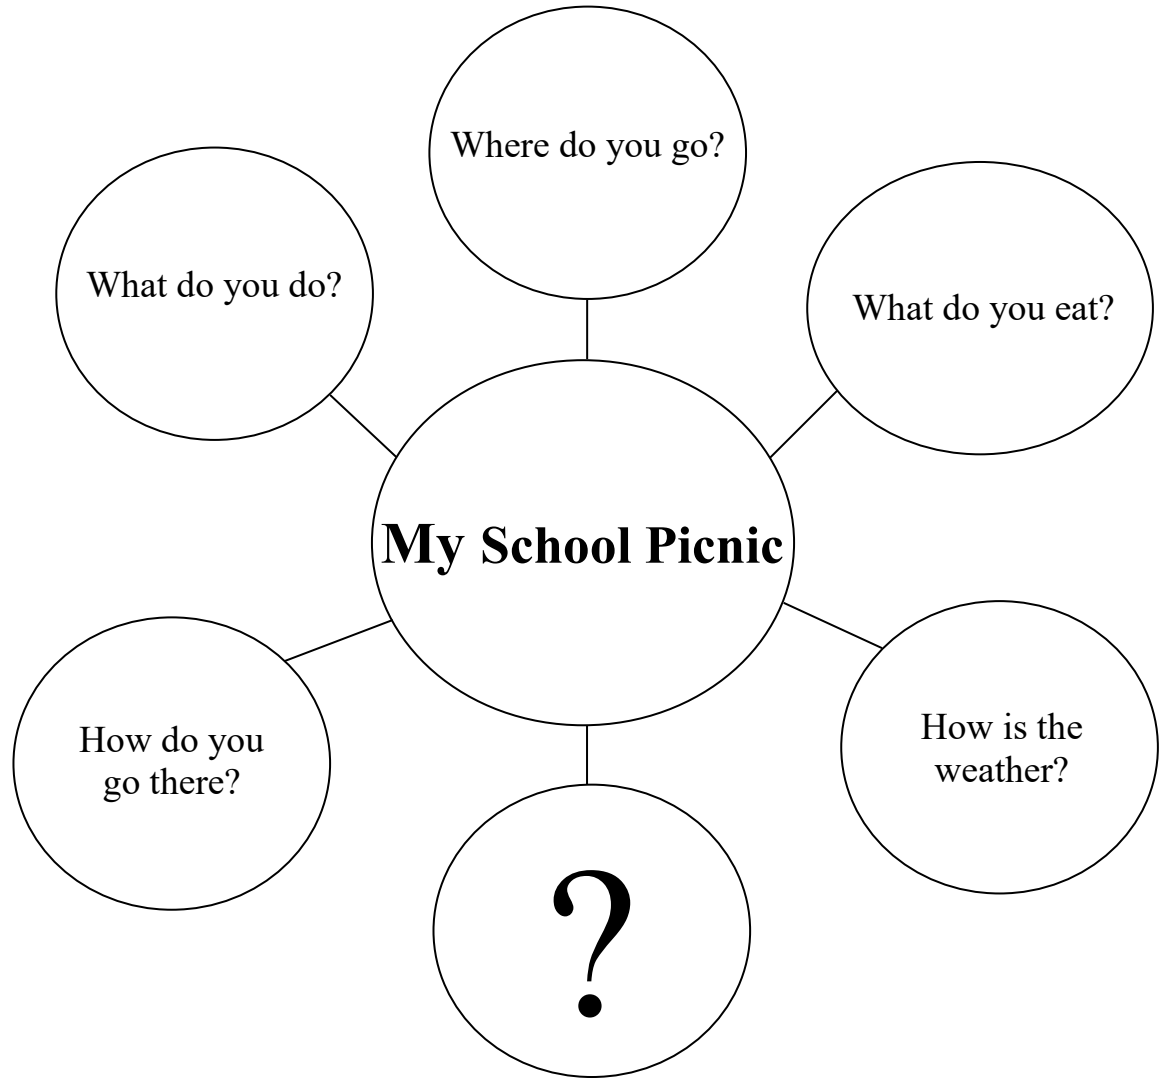 Where do you go?
What do you do?
What do you eat?
My School Picnic
How do you
go there?
How is the
weather?
?